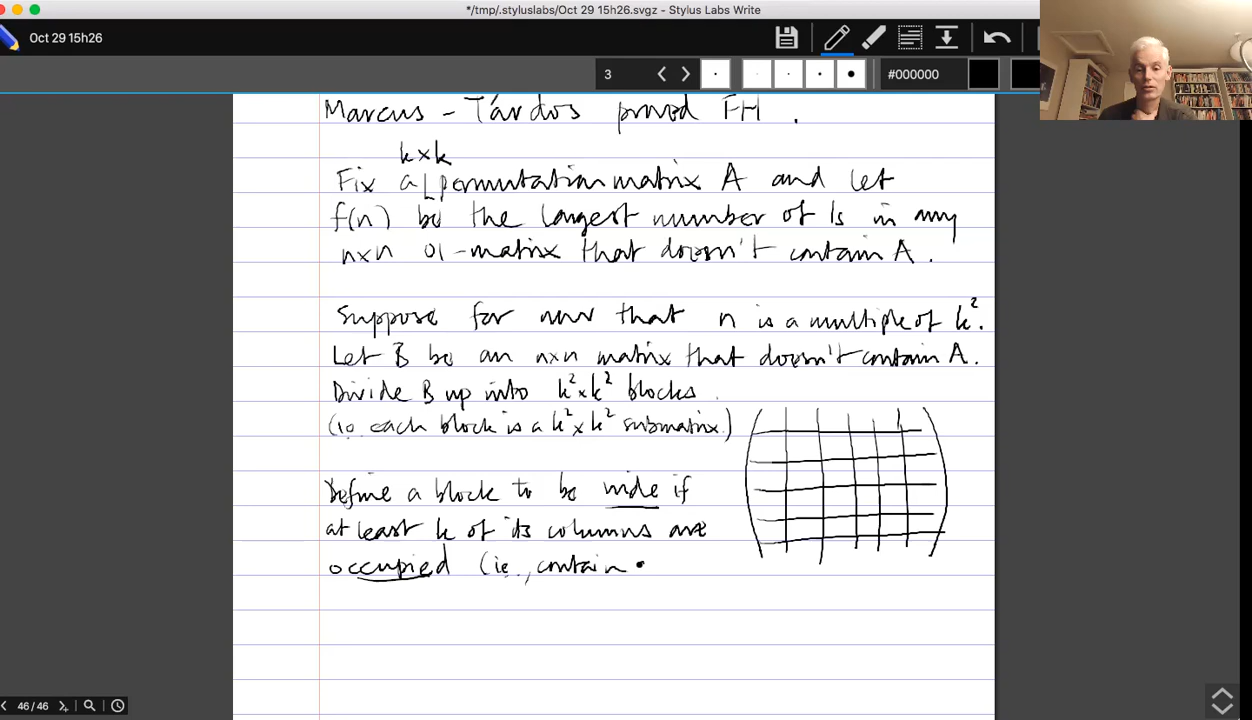 */tmp/.styluslabs/Oct 29 15h26.svgz - Stylus Labs Write
Oct 29 15h26
3
#000000
Marcus - Tárdos proved FH .
k×k
Fix a permutation matrix A and let
f(n) be the largest number of 1s in any
n×n 01-matrix that doesn't contain A .
Suppose for now that n is a multiple of k².
Let B be an n×n matrix that doesn't contain A.
Divide B up into k²×k² blocks
(ie each block is a k²×k² submatrix.)
Define a block to be wide if
at least k of its columns are
occupied (ie., contain
46/46